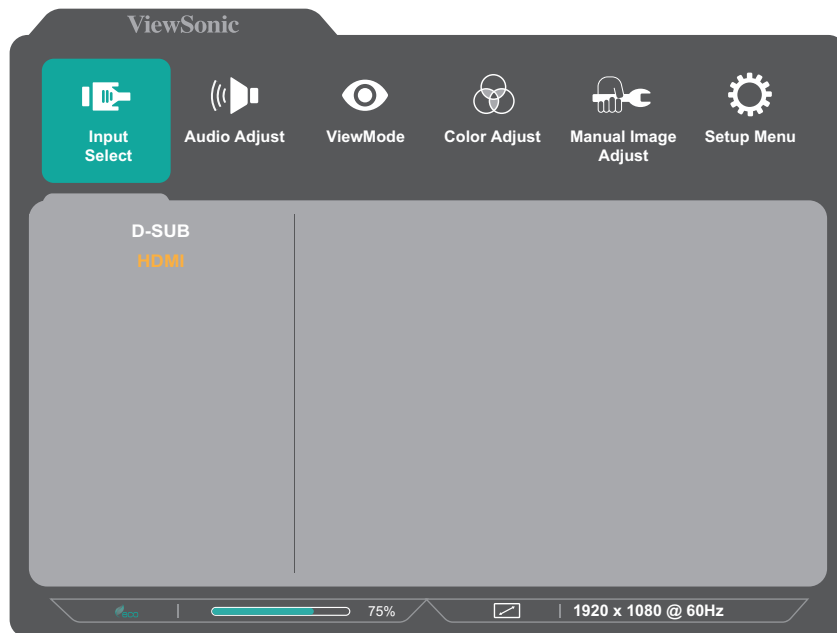 ViewSonic
Input
Select
Audio Adjust
ViewMode
Color Adjust
Manual Image
Adjust
Setup Menu
D-SUB
HDMI
eco
75%
1920 x 1080 @ 60Hz